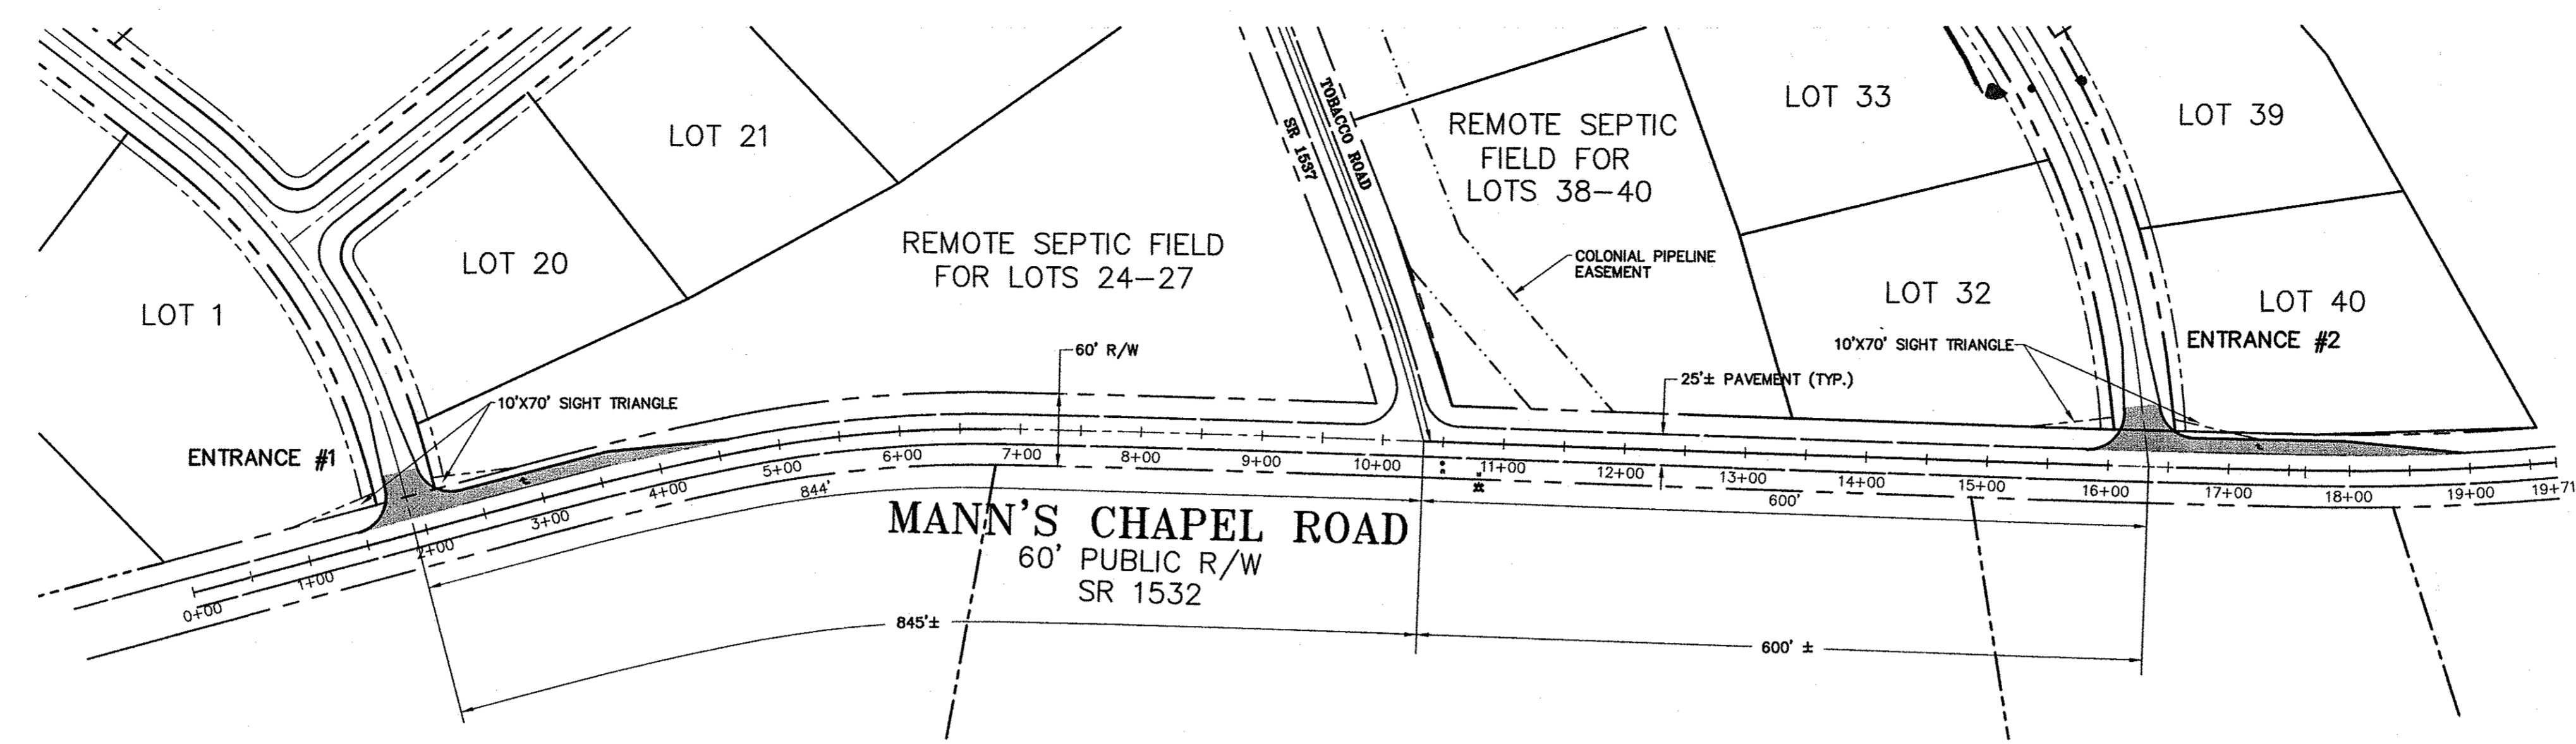 LOT 1
LOT 20
LOT 21
REMOTE SEPTIC FIELD
FOR LOTS 24-27
SR 1537
TOBACCO ROAD
REMOTE SEPTIC
FIELD FOR
LOTS 38-40
COLONIAL PIPELINE
EASEMENT
LOT 33
LOT 32
LOT 39
LOT 40
ENTRANCE #2
10'X70' SIGHT TRIANGLE
60' R/W
25'± PAVEMENT (TYP.)
10'X70' SIGHT TRIANGLE
ENTRANCE #1
0+00
1+00
2+00
3+00
4+00
5+00
6+00
7+00
8+00
9+00
10+00
11+00
12+00
13+00
14+00
15+00
16+00
17+00
18+00
19+00
19+71
844'
600'
MANN'S CHAPEL ROAD
60' PUBLIC R/W
SR 1532
845'±
600' ±